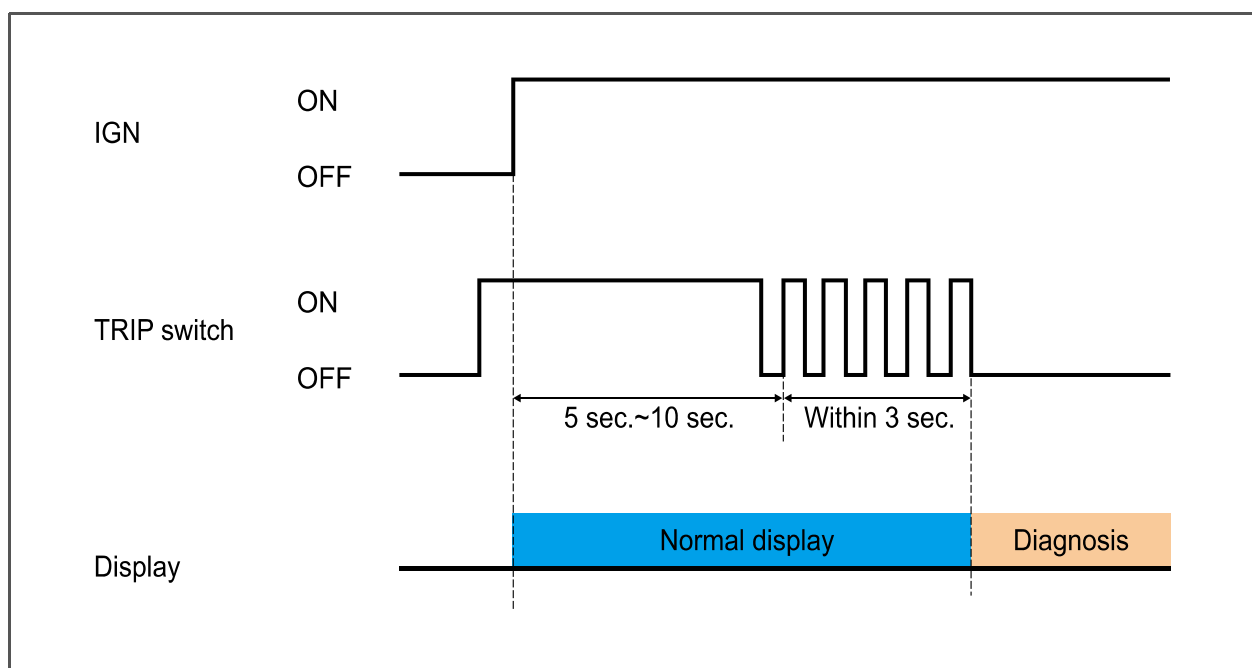 ON
IGN
OFF
ON
TRIP switch
OFF
5 sec.~10 sec.
Within 3 sec.
Normal display
Diagnosis
Display